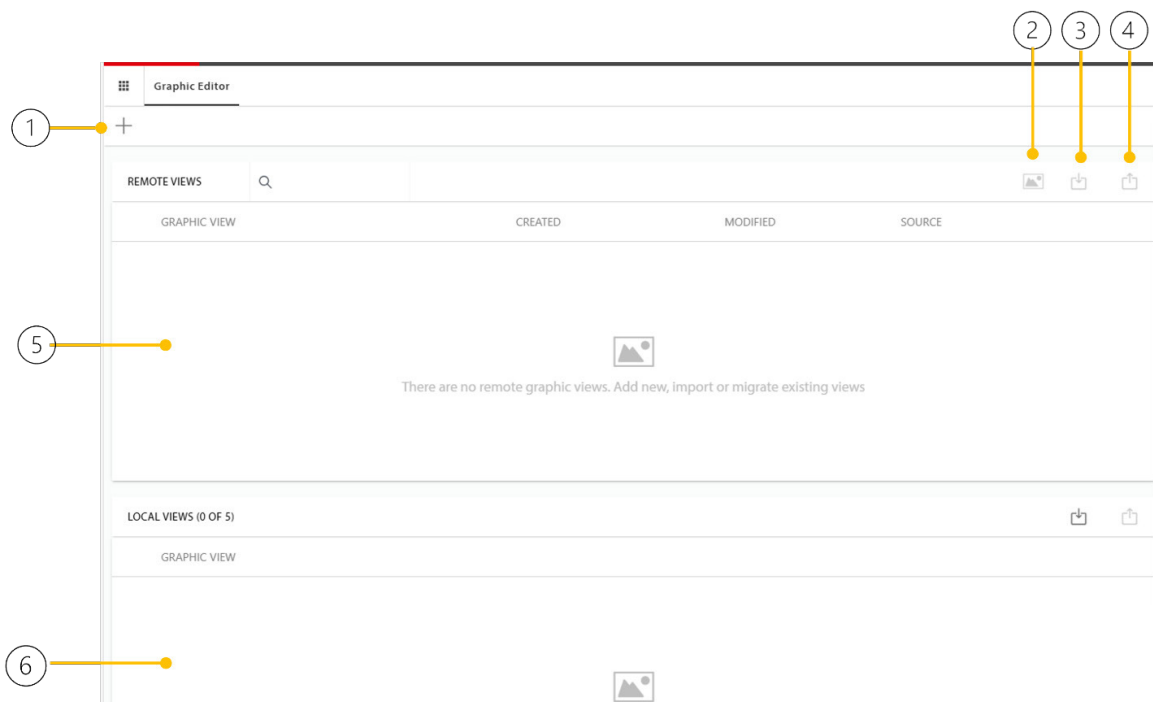 2 3 4
Graphic Editor
1
REMOTE VIEWS
GRAPHIC VIEW CREATED MODIFIED SOURCE
5
There are no remote graphic views. Add new, import or migrate existing views
LOCAL VIEWS (0 OF 5)
GRAPHIC VIEW
6